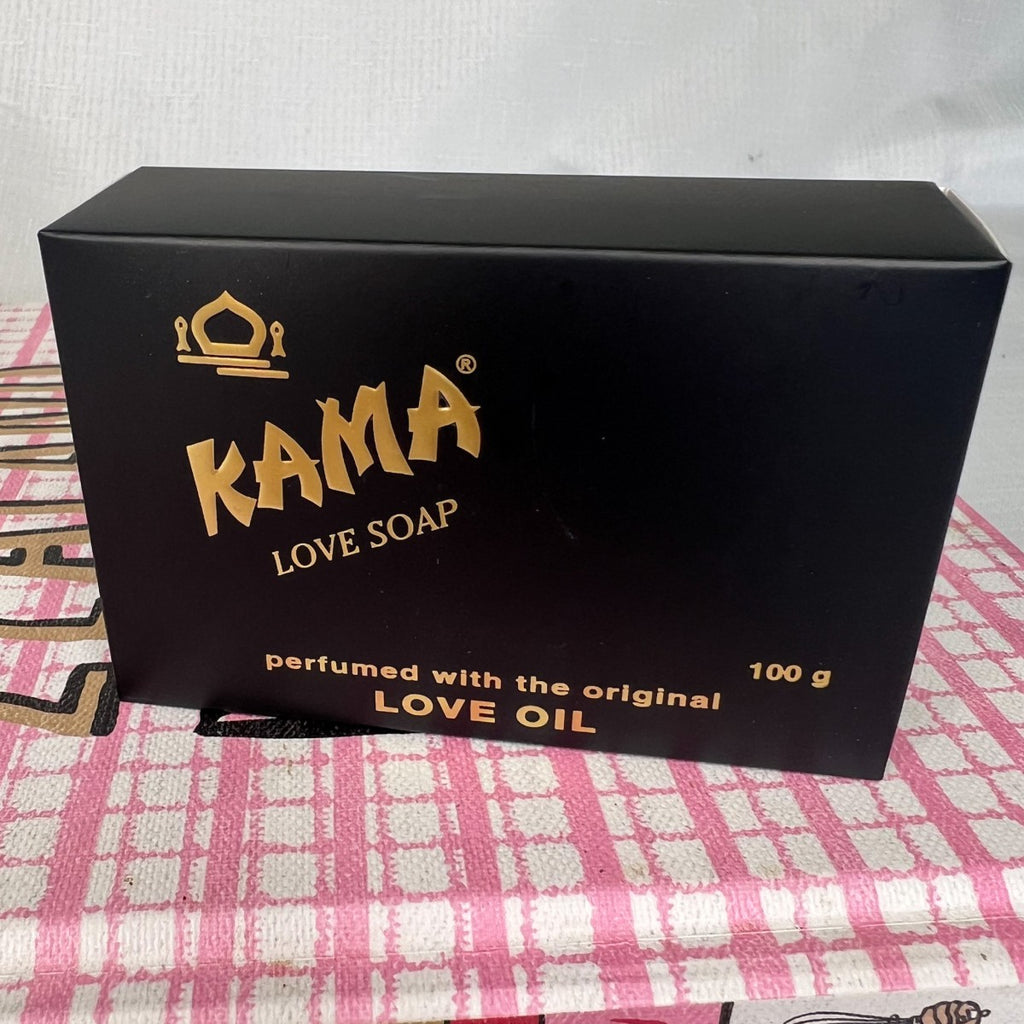 KAMA®
LOVE SOAP
perfumed with the original
LOVE OIL
100 g